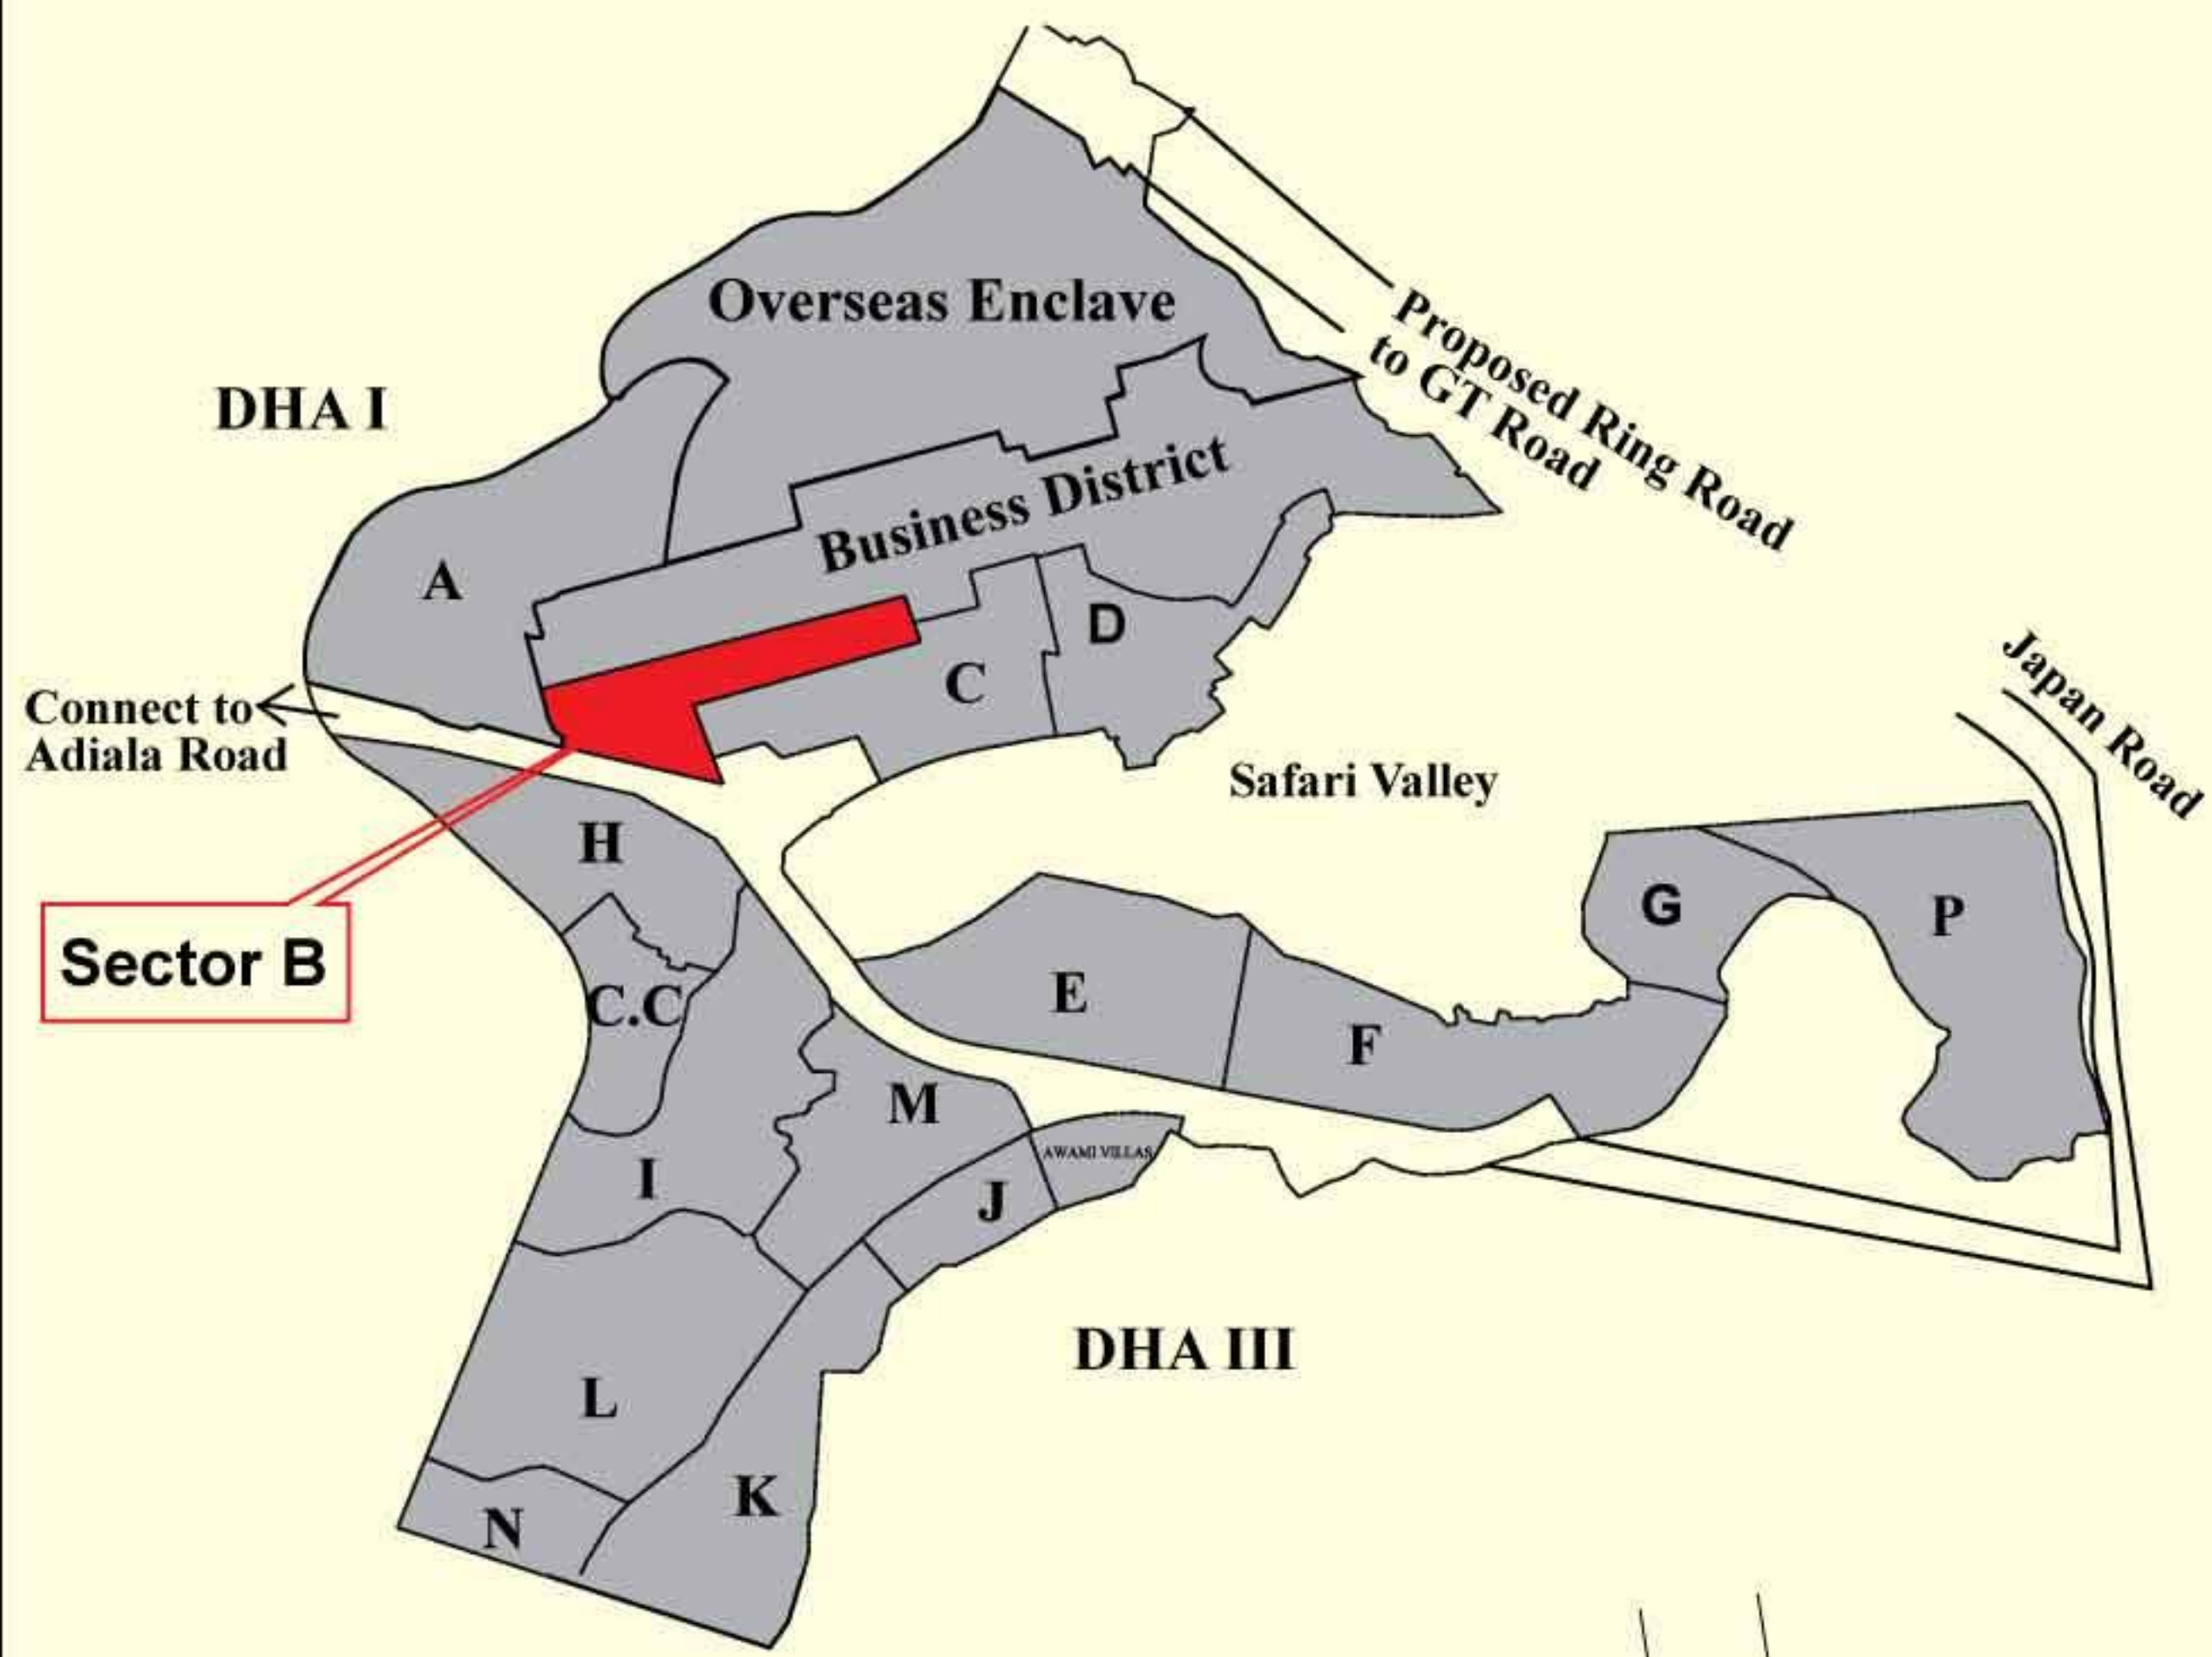 Overseas Enclave
Proposed Ring Road
to GT Road
DHA I
Business District
A
D
C
Connect to
Adiala Road
Japan Road
Safari Valley
H
Sector B
C.C
G
P
E
F
M
AWAMI VILLAS
I
J
DHA III
L
K
N